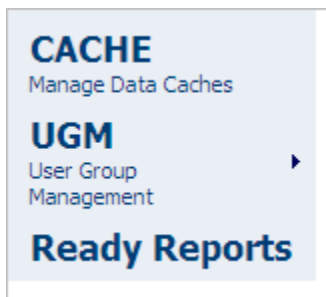 CACHE
Manage Data Caches
UGM
User Group
Management
Ready Reports